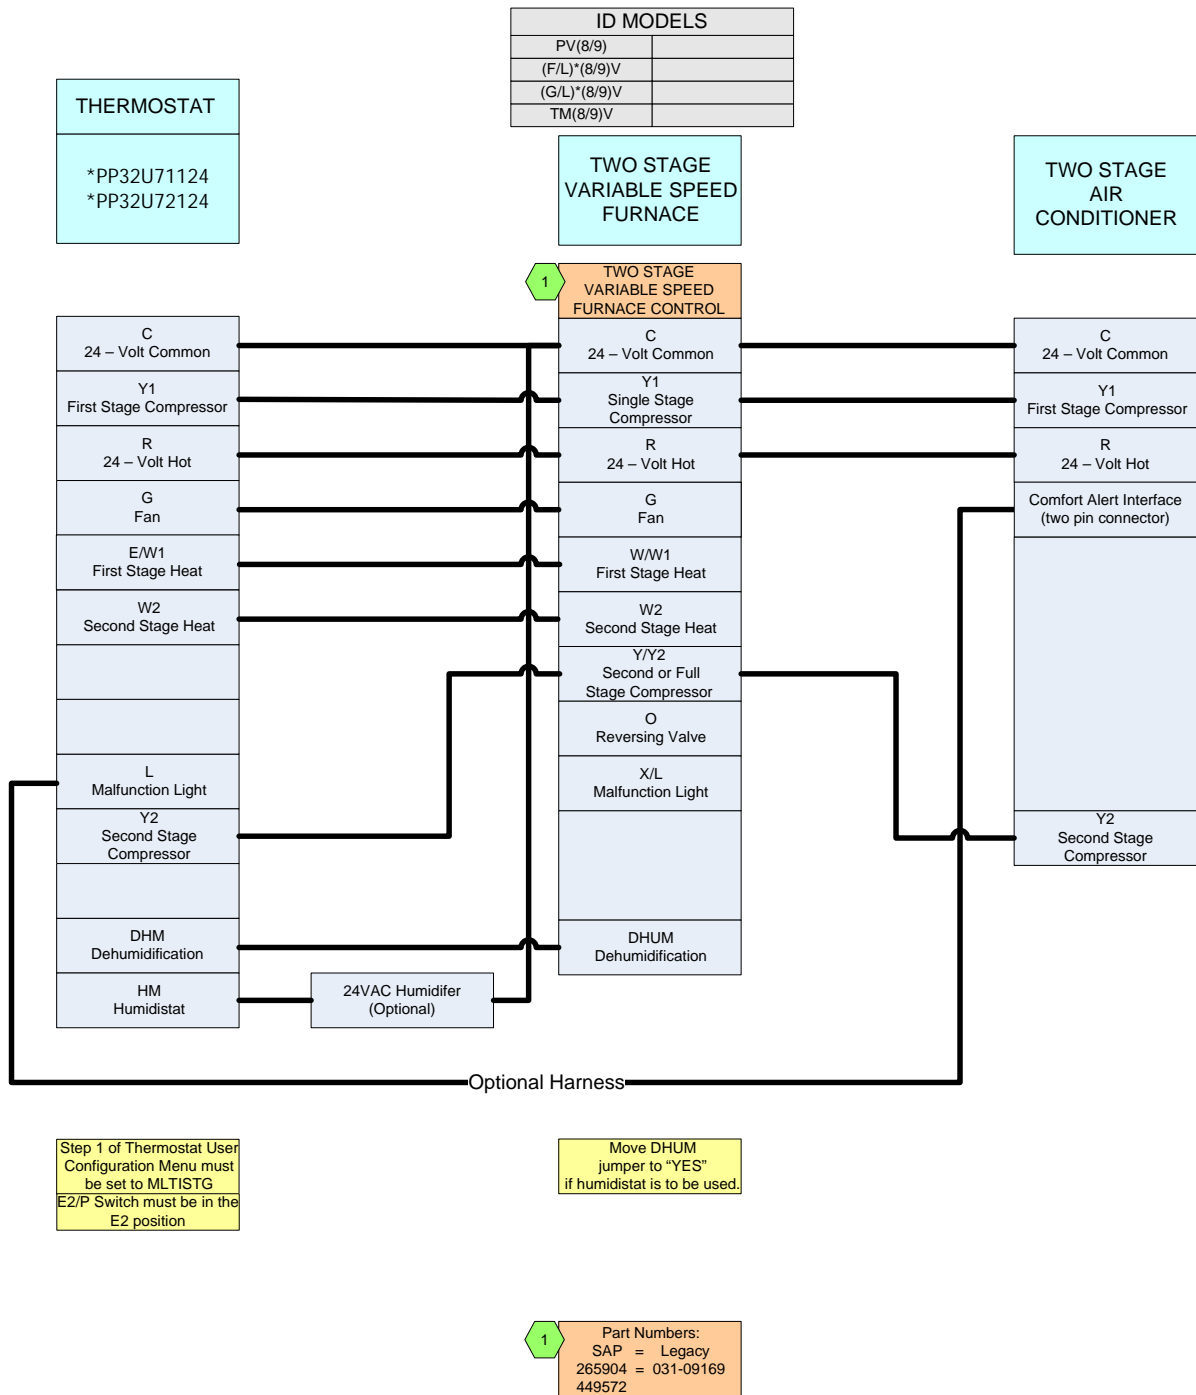 ID MODELS
PV(8/9)
(F/L)*(8/9)V
(G/L)*(8/9)V
TM(8/9)V
THERMOSTAT
*PP32U71124
*PP32U72124
TWO STAGE
VARIABLE SPEED
FURNACE
TWO STAGE
AIR
CONDITIONER
1
TWO STAGE
VARIABLE SPEED
FURNACE CONTROL
C
24 – Volt Common
Y1
First Stage Compressor
R
24 – Volt Hot
G
Fan
E/W1
First Stage Heat
W2
Second Stage Heat
L
Malfunction Light
Y2
Second Stage
Compressor
DHM
Dehumidification
HM
Humidistat
24VAC Humidifer
(Optional)
C
24 – Volt Common
Y1
Single Stage
Compressor
R
24 – Volt Hot
G
Fan
W/W1
First Stage Heat
W2
Second Stage Heat
Y/Y2
Second or Full
Stage Compressor
O
Reversing Valve
X/L
Malfunction Light
DHUM
Dehumidification
C
24 – Volt Common
Y1
First Stage Compressor
R
24 – Volt Hot
Comfort Alert Interface
(two pin connector)
Y2
Second Stage
Compressor
Optional Harness
Step 1 of Thermostat User
Configuration Menu must
be set to MLTISTG
E2/P Switch must be in the
E2 position
Move DHUM
jumper to “YES”
if humidistat is to be used.
1
Part Numbers:
SAP = Legacy
265904 = 031-09169
449572